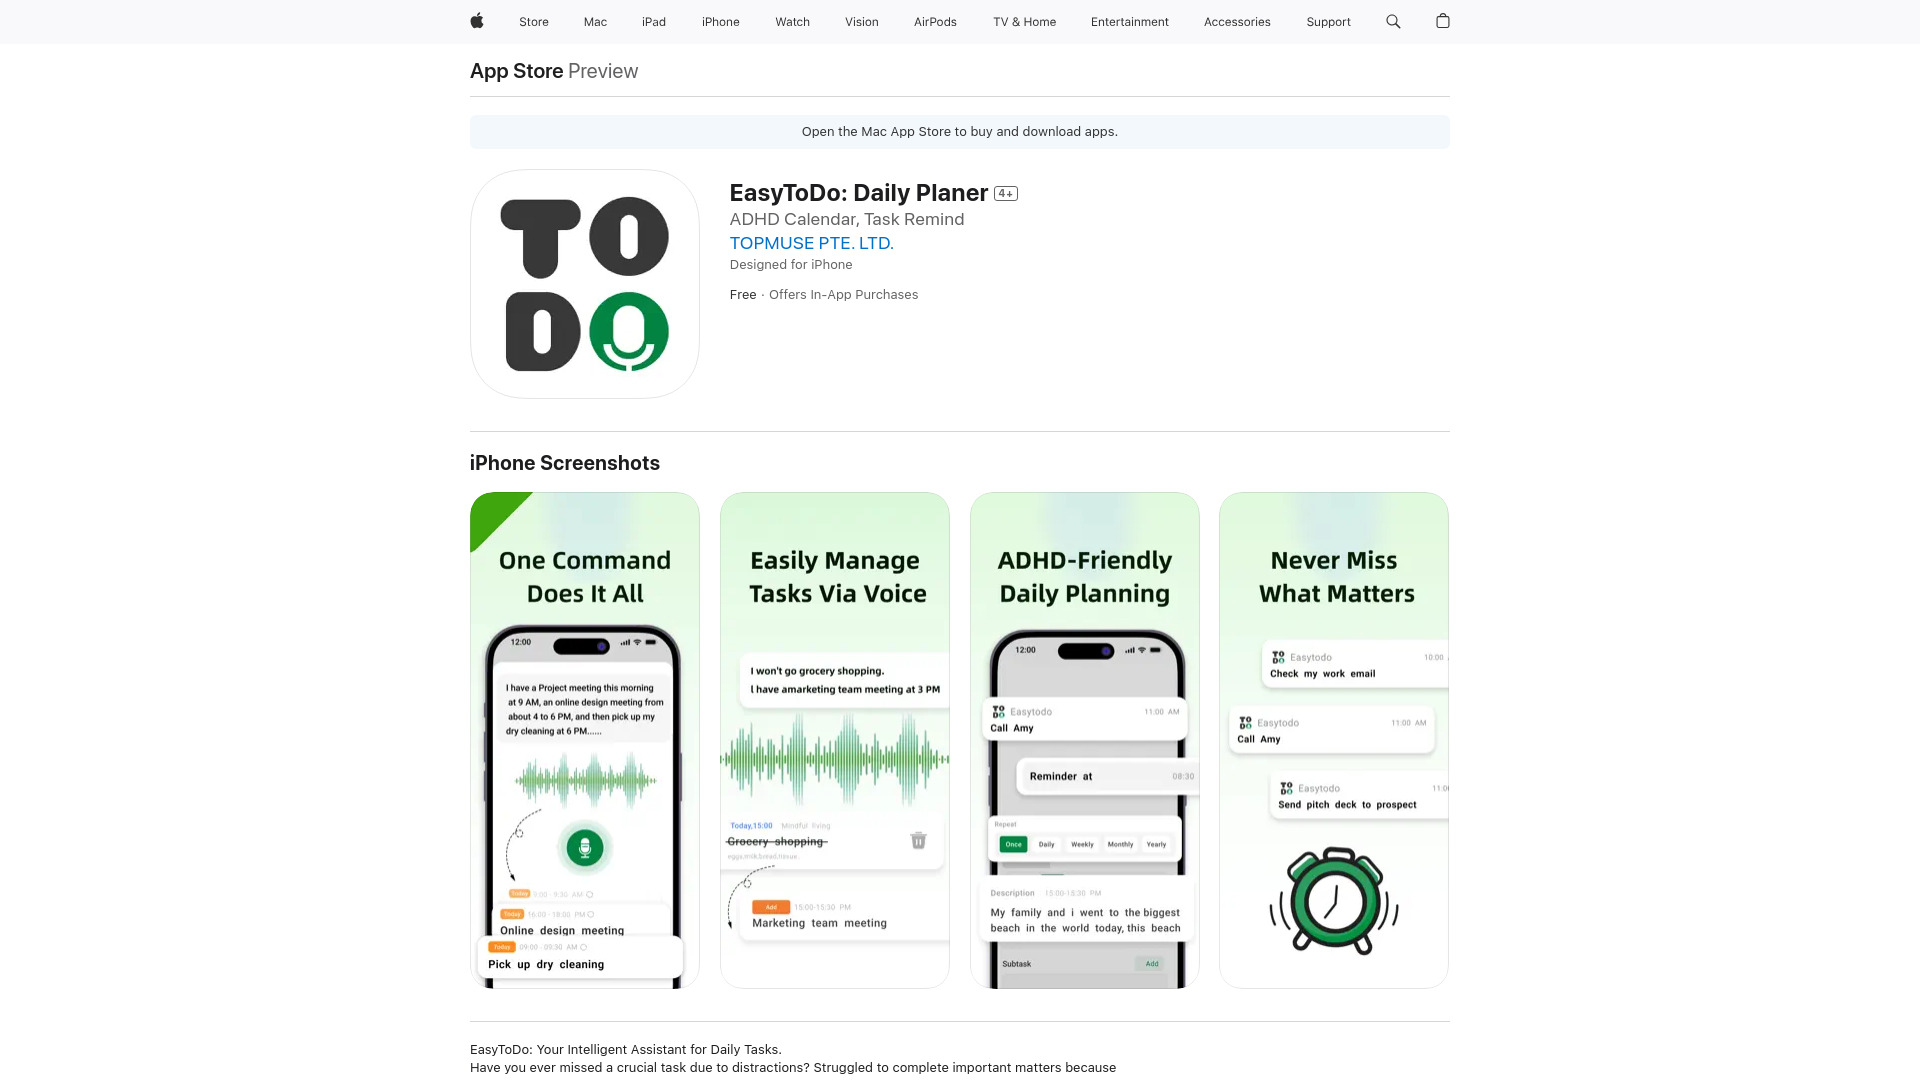 Store
Mac
iPad
iPhone
Watch
Vision
AirPods
TV & Home
Entertainment
Accessories
Support
App Store Preview
Open the Mac App Store to buy and download apps.
TO
DO
EasyToDo: Daily Planer 4+
ADHD Calendar, Task Remind
TOPMUSE PTE. LTD.
Designed for iPhone
Free · Offers In-App Purchases
iPhone Screenshots
One Command
Does It All
12:00
I have a Project meeting this morning
at 9 AM, an online design meeting from
about 4 to 6 PM, and then pick up my
dry cleaning at 6 PM......
Today 9:00 - 9:30 AM
Today 16:00 - 18:00 PM
Online design meeting
Today 09:00 - 09:30 AM
Pick up dry cleaning
Easily Manage
Tasks Via Voice
I won't go grocery shopping.
l have amarketing team meeting at 3 PM
Today,15:00 Mindful living
Grocery shopping
eggs,milk,bread,tissue
Add 15:00-15:30 PM
Marketing team meeting
ADHD-Friendly
Daily Planning
12:00
TODO Easytodo 11:00 AM
Call Amy
Reminder at 08:30
Repeat
Once Daily Weekly Monthly Yearly
Description 15:00-18:30 PM
My family and i went to the biggest
beach in the world today, this beach
Subtask Add
Never Miss
What Matters
TODO Easytodo 10:00
Check my work email
TODO Easytodo 11:00 AM
Call Amy
TODO Easytodo
Send pitch deck to prospect
EasyToDo: Your Intelligent Assistant for Daily Tasks.
Have you ever missed a crucial task due to distractions? Struggled to complete important matters because